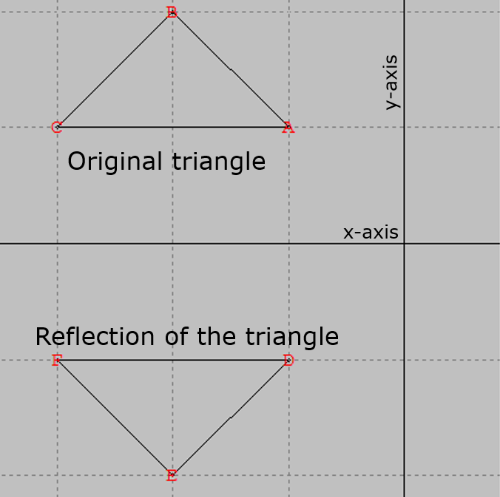 B
y-axis
C
A
Original triangle
x-axis
Reflection of the triangle
F
D
E